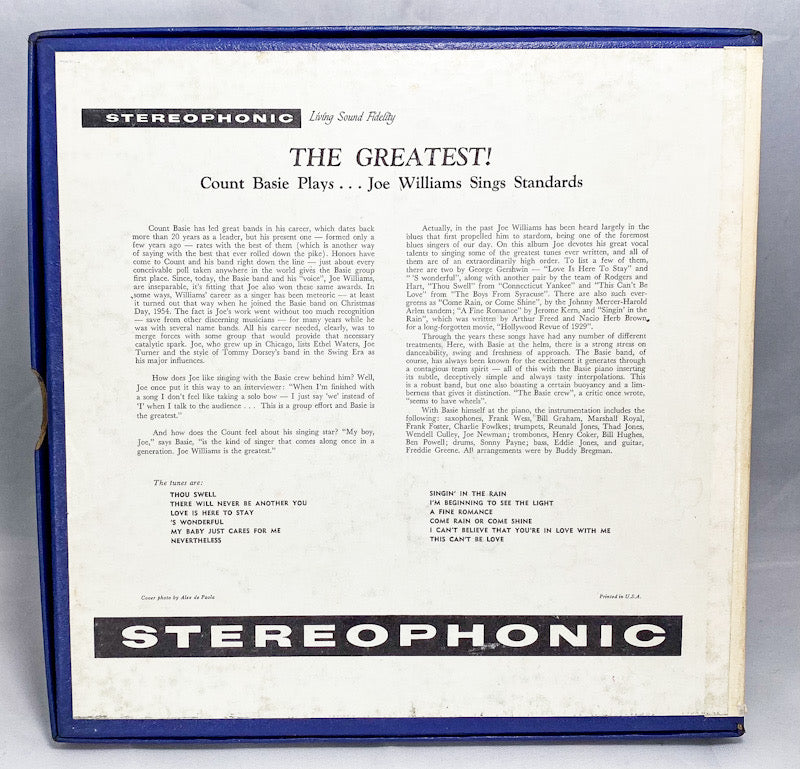 STEREOPHONIC Living Sound Fidelity
THE GREATEST!
Count Basie Plays . . . Joe Williams Sings Standards
Count Basie has led great bands in his career, which dates back
more than 20 years as a leader, but his present one — formed only a
few years ago — rates with the best of them (which is another way
of saying with the best that ever rolled down the pike). Honors have
come to Count and his band right down the line — just about every
conceivable poll taken anywhere in the world gives the Basie group
first place. Since, today, the Basie band and his "voice", Joe Williams,
are inseparable, it's fitting that Joe also won these same awards. In
some ways, Williams' career as a singer has been meteoric — at least
it turned out that way when he joined the Basie band on Christmas
Day, 1954. The fact is Joe's work went without too much recognition
— save from other discerning musicians — for many years while he
was with several name bands. All his career needed, clearly, was to
merge forces with some group that would provide that necessary
catalytic spark. Joe, who grew up in Chicago, lists Ethel Waters, Joe
Turner and the style of Tommy Dorsey's band in the Swing Era as
his major influences.
How does Joe like singing with the Basie crew behind him? Well,
Joe once put it this way to an interviewer: "When I'm finished with
a song I don't feel like taking a solo bow — I just say 'we' instead of
'I' when I talk to the audience . . . This is a group effort and Basie is
the greatest."
And how does the Count feel about his singing star? "My boy,
Joe," says Basie, "is the kind of singer that comes along once in a
generation. Joe Williams is the greatest."
Actually, in the past Joe Williams has been heard largely in the
blues that first propelled him to stardom, being one of the foremost
blues singers of our day. On this album Joe devotes his great vocal
talents to singing some of the greatest tunes ever written, and all of
them are of an extraordinarily high order. To list a few of them,
there are two by George Gershwin — "Love Is Here To Stay" and
"'S wonderful", along with another pair by the team of Rodgers and
Hart, "Thou Swell" from "Connecticut Yankee" and "This Can't Be
Love" from "The Boys From Syracuse". There are also such ever-
greens as "Come Rain, or Come Shine", by the Johnny Mercer-Harold
Arlen tandem; "A Fine Romance" by Jerome Kern, and "Singin' in the
Rain", which was written by Arthur Freed and Nacio Herb Brown,
for a long-forgotten movie, "Hollywood Revue of 1929".
Through the years these songs have had any number of different
treatments. Here, with Basie at the helm, there is a strong stress on
danceability, swing and freshness of approach. The Basie band, of
course, has always been known for the excitement it generates through
a contagious team spirit — all of this with the Basie piano inserting
its subtle, deceptively simple and always tasty interpolations. This
is a robust band, but one also boasting a certain buoyancy and a lim-
berness that gives it distinction. "The Basie crew", a critic once wrote,
"seems to have wheels".
With Basie himself at the piano, the instrumentation includes the
following: saxophones, Frank Wess, Bill Graham, Marshall Royal,
Frank Foster, Charlie Fowlkes; trumpets, Reunald Jones, Thad Jones,
Wendell Culley, Joe Newman; trombones, Henry Coker, Bill Hughes,
Ben Powell; drums, Sonny Payne; bass, Eddie Jones, and guitar,
Freddie Greene. All arrangements were by Buddy Bregman.
The tunes are:
THOU SWELL
THERE WILL NEVER BE ANOTHER YOU
LOVE IS HERE TO STAY
'S WONDERFUL
MY BABY JUST CARES FOR ME
NEVERTHELESS
SINGIN' IN THE RAIN
I'M BEGINNING TO SEE THE LIGHT
A FINE ROMANCE
COME RAIN OR COME SHINE
I CAN'T BELIEVE THAT YOU'RE IN LOVE WITH ME
THIS CAN'T BE LOVE
Cover photo by Alex de Paola
Printed in U.S.A.
STEREOPHONIC